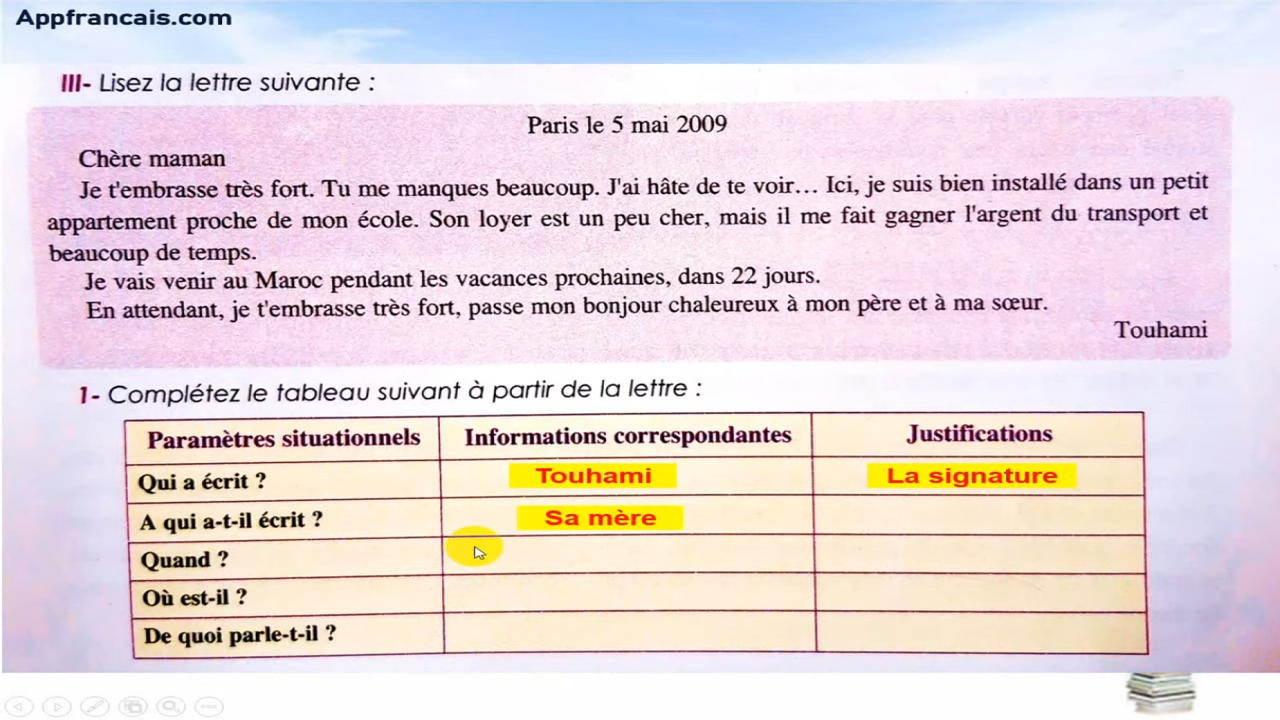 Appfrancais.com
III- Lisez la lettre suivante :
Paris le 5 mai 2009
Chère maman
Je t'embrasse très fort. Tu me manques beaucoup. J'ai hâte de te voir... Ici, je suis bien installé dans un petit
appartement proche de mon école. Son loyer est un peu cher, mais il me fait gagner l'argent du transport et
beaucoup de temps.
Je vais venir au Maroc pendant les vacances prochaines, dans 22 jours.
En attendant, je t'embrasse très fort, passe mon bonjour chaleureux à mon père et à ma sœur.
Touhami
1- Complétez le tableau suivant à partir de la lettre :
Paramètres situationnels Informations correspondantes Justifications
Qui a écrit ? Touhami La signature
A qui a-t-il écrit ? Sa mère
Quand ?
Où est-il ?
De quoi parle-t-il ?